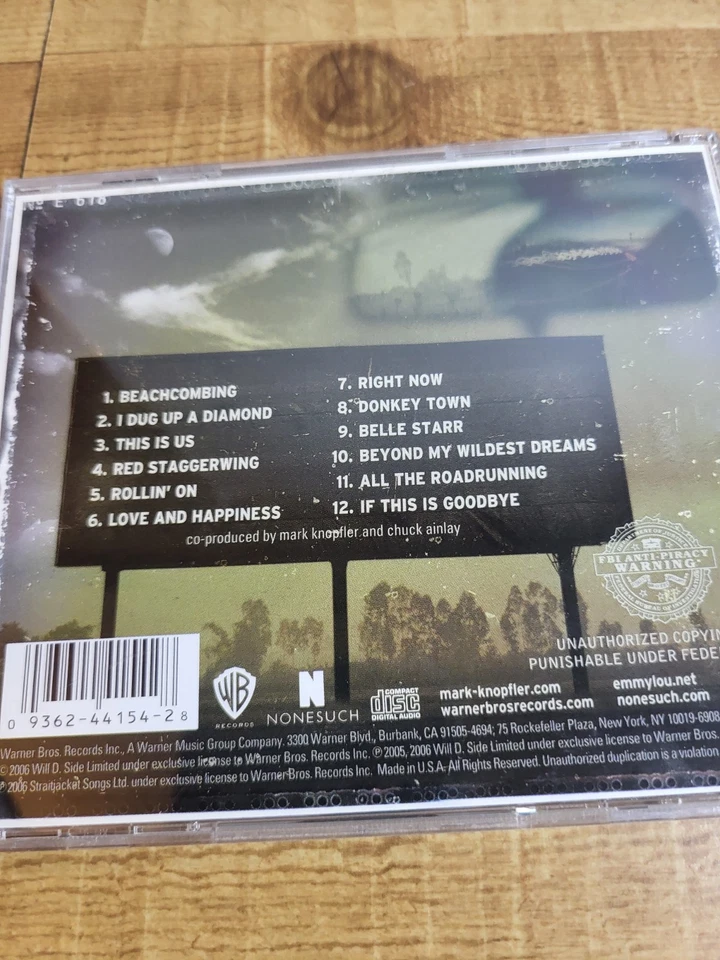 Nº E 618
1. BEACHCOMBING
2. I DUG UP A DIAMOND
3. THIS IS US
4. RED STAGGERWING
5. ROLLIN' ON
6. LOVE AND HAPPINESS
7. RIGHT NOW
8. DONKEY TOWN
9. BELLE STARR
10. BEYOND MY WILDEST DREAMS
11. ALL THE ROADRUNNING
12. IF THIS IS GOODBYE
co-produced by mark knopfler and chuck ainlay
FBI ANTI-PIRACY
WARNING
UNAUTHORIZED COPYIN
PUNISHABLE UNDER FEDE
0 9362-44154-2 8
WB
RECORDS
N
NONESUCH
COMPACT
disc
DIGITAL AUDIO
mark-knopfler.com
warnerbrosrecords.com
emmylou.net
nonesuch.com
Warner Bros. Records Inc., A Warner Music Group Company. 3300 Warner Blvd., Burbank, CA 91505-4694; 75 Rockefeller Plaza, New York, NY 10019-6908
© 2006 Will D. Side Limited under exclusive license to Warner Bros. Records Inc. ℗ 2005, 2006 Will D. Side Limited under exclusive license to Warner Bros.
2006 Straitjacket Songs Ltd. under exclusive license to Warner Bros. Records Inc. Made in U.S.A. All Rights Reserved. Unauthorized duplication is a violation